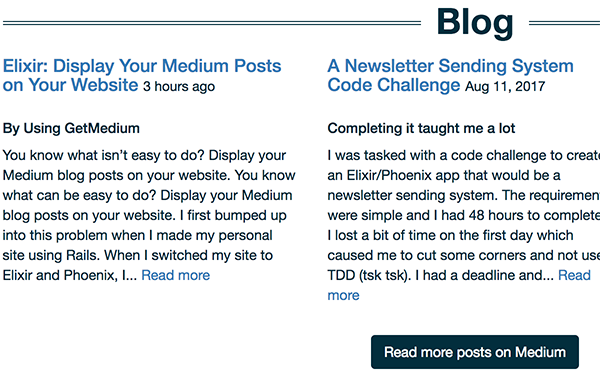 Blog
Elixir: Display Your Medium Posts
on Your Website 3 hours ago
By Using GetMedium
You know what isn’t easy to do? Display your
Medium blog posts on your website. You know
what can be easy to do? Display your Medium
blog posts on your website. I first bumped up
into this problem when I made my personal
site using Rails. When I switched my site to
Elixir and Phoenix, I... Read more
A Newsletter Sending System
Code Challenge Aug 11, 2017
Completing it taught me a lot
I was tasked with a code challenge to create
an Elixir/Phoenix app that would be a
newsletter sending system. The requirement
were simple and I had 48 hours to complete
I lost a bit of time on the first day which
caused me to cut some corners and not use
TDD (tsk tsk). I had a deadline and... Read
more
Read more posts on Medium